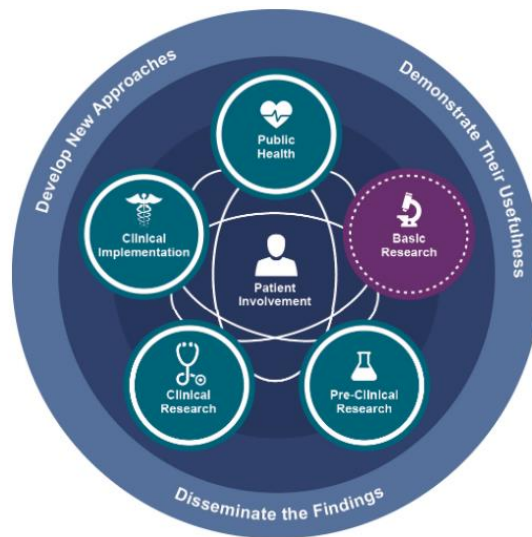 Develop New Approaches
Demonstrate Their Usefulness
Public
Health
Clinical
Implementation
Basic
Research
Patient
Involvement
Clinical
Research
Pre-Clinical
Research
Disseminate the Findings